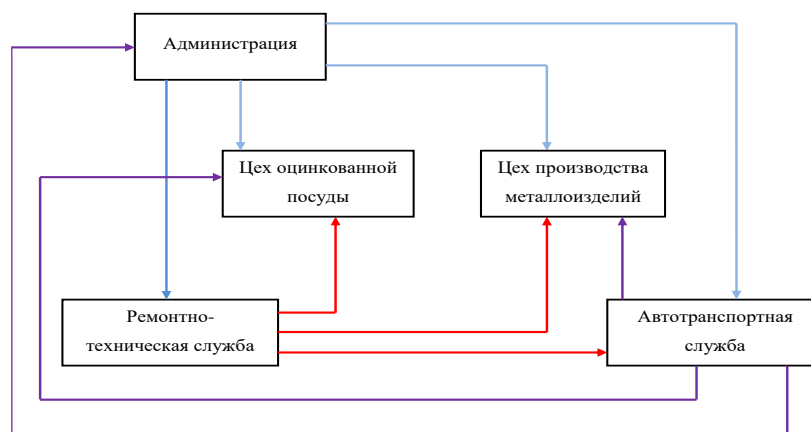 Администрация
Цех оцинкованной
посуды
Цех производства
металлоизделий
Ремонтно-
техническая служба
Автотранспортная
служба